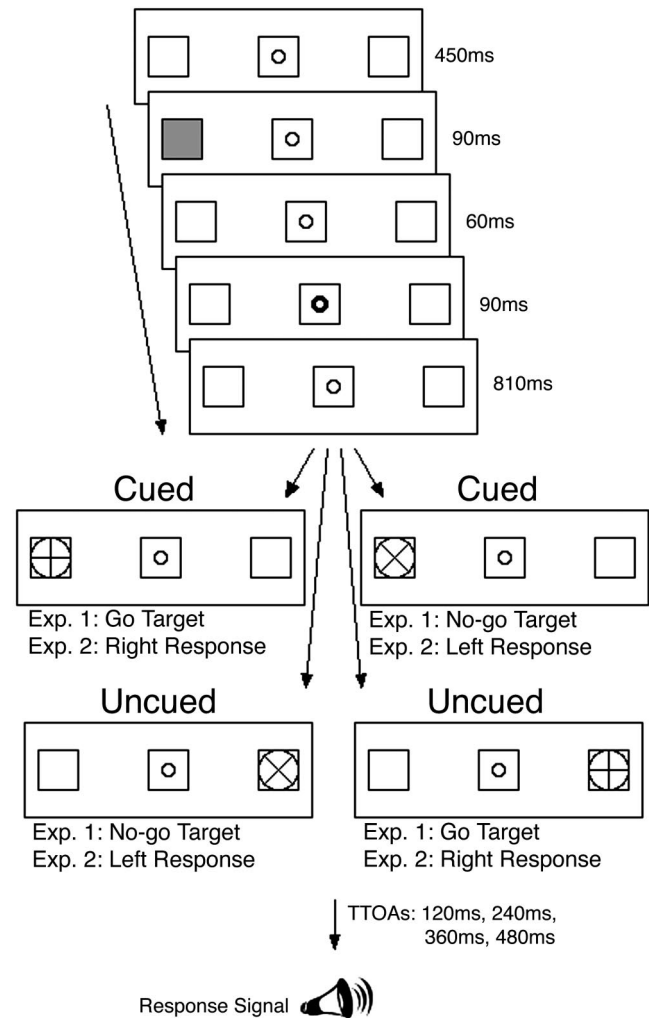 450ms
90ms
60ms
90ms
810ms
Cued
Cued
Exp. 1: Go Target
Exp. 2: Right Response
Exp. 1: No-go Target
Exp. 2: Left Response
Uncued
Uncued
Exp. 1: No-go Target
Exp. 2: Left Response
Exp. 1: Go Target
Exp. 2: Right Response
TTOAs: 120ms, 240ms,
360ms, 480ms
Response Signal